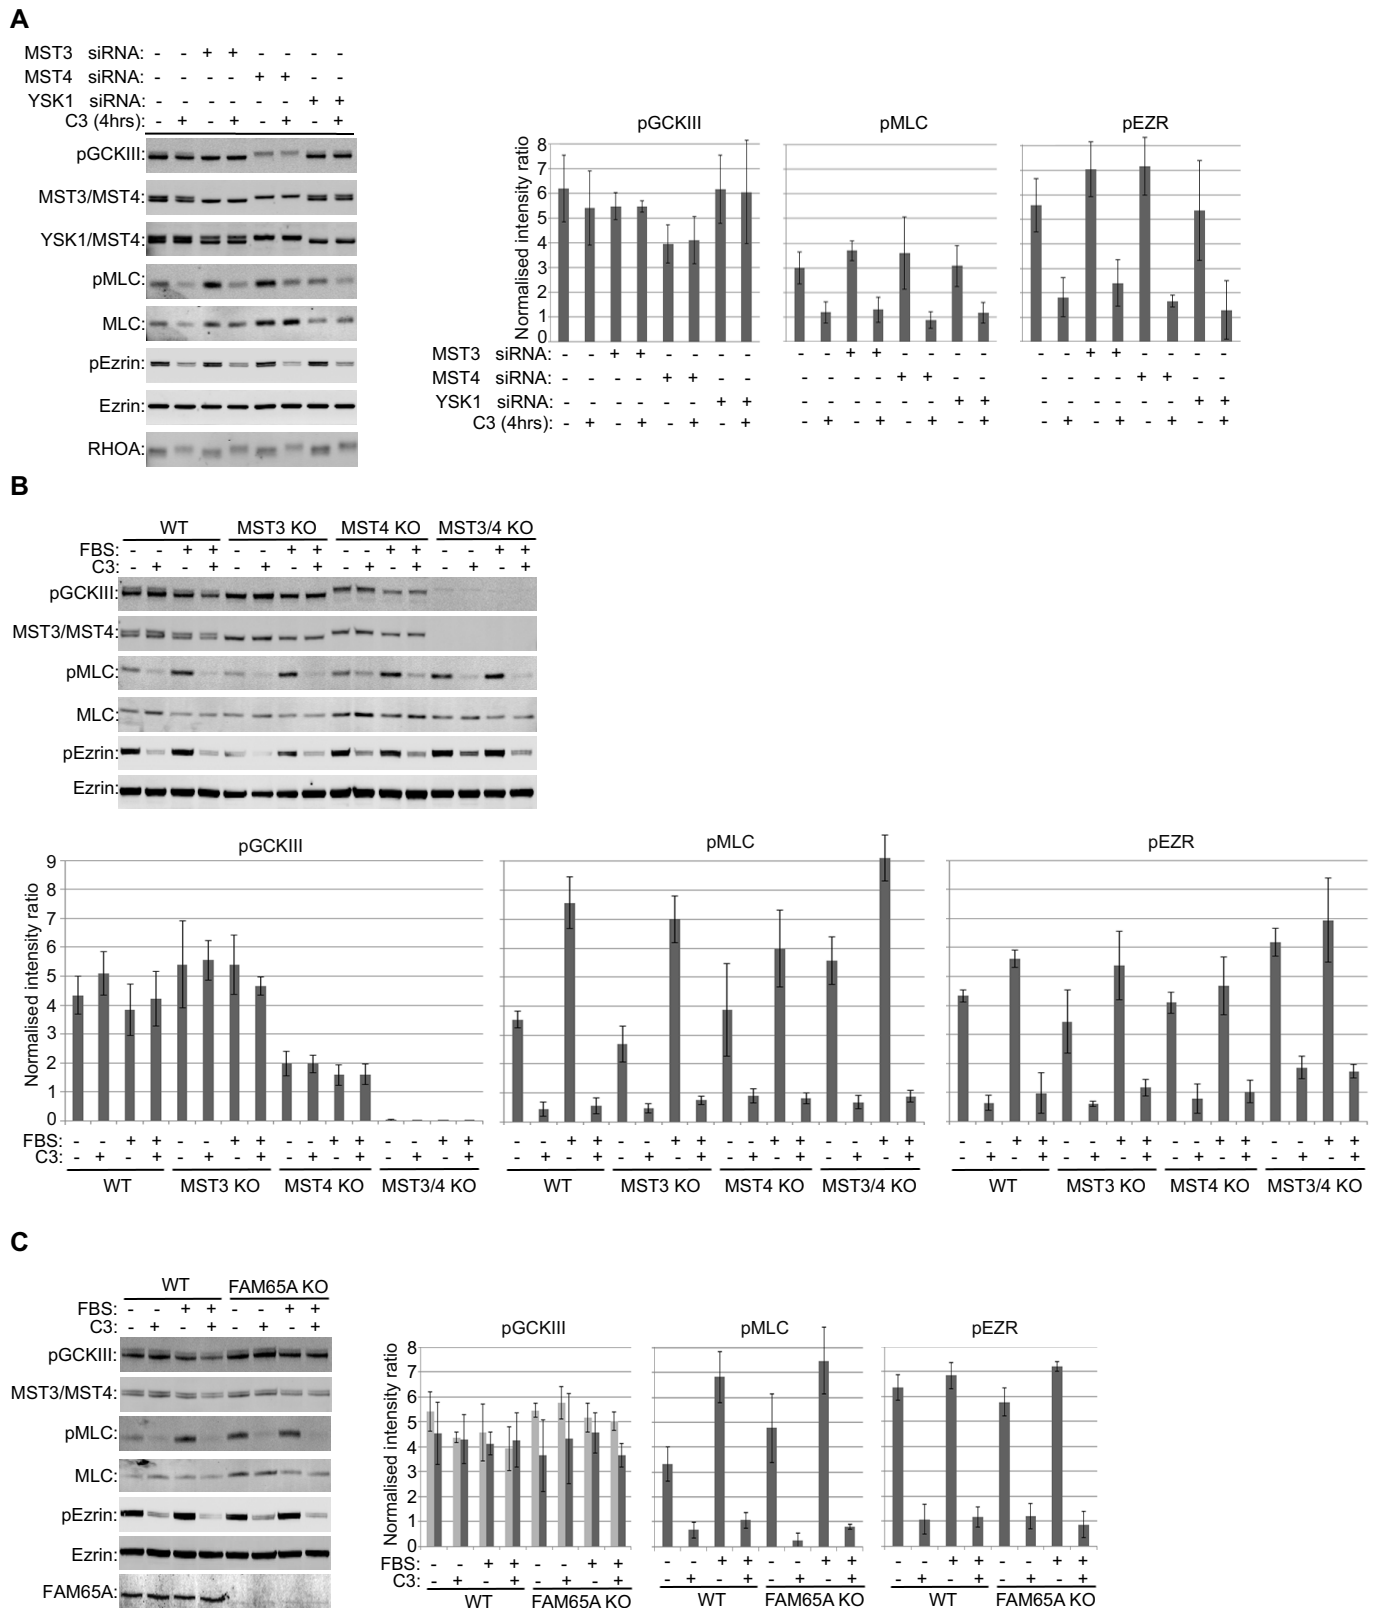 A
MST3 siRNA: - - + + - - - -
MST4 siRNA: - - - - + + - -
YSK1 siRNA: - - - - - - + +
C3 (4hrs): - + - + - + - +
pGCKIII:
MST3/MST4:
YSK1/MST4:
pMLC:
MLC:
pEzrin:
Ezrin:
RHOA:
pGCKIII pMLC pEZR
Normalised intensity ratio
8
7
6
5
4
3
2
1
0
MST3 siRNA: - - + + - - - - - - + + - - - - - - + + - - - -
MST4 siRNA: - - - - + + - - - - - - + + - - - - - - + + - -
YSK1 siRNA: - - - - - - + + - - - - - - + + - - - - - - + +
C3 (4hrs): - + - + - + - + - + - + - + - + - + - + - + - +
B
WT MST3 KO MST4 KO MST3/4 KO
FBS: - - + + - - + + - - + + - - + +
C3: - + - + - + - + - + - + - + - +
pGCKIII:
MST3/MST4:
pMLC:
MLC:
pEzrin:
Ezrin:
pGCKIII pMLC pEZR
Normalised intensity ratio
9
8
7
6
5
4
3
2
1
0
FBS: - - + + - - + + - - + + - - + + - - + + - - + + - - + + - - + + - - + + - - + + - - + + - - + +
C3: - + - + - + - + - + - + - + - + - + - + - + - + - + - + - + - + - + - + - + - + - + - + - + - +
WT MST3 KO MST4 KO MST3/4 KO WT MST3 KO MST4 KO MST3/4 KO WT MST3 KO MST4 KO MST3/4 KO
C
WT FAM65A KO
FBS: - - + + - - + +
C3: - + - + - + - +
pGCKIII:
MST3/MST4:
pMLC:
MLC:
pEzrin:
Ezrin:
FAM65A:
pGCKIII pMLC pEZR
Normalised intensity ratio
8
7
6
5
4
3
2
1
0
FBS: - - + + - - + + - - + + - - + + - - + + - - + +
C3: - + - + - + - + - + - + - + - + - + - + - + - +
WT FAM65A KO WT FAM65A KO WT FAM65A KO